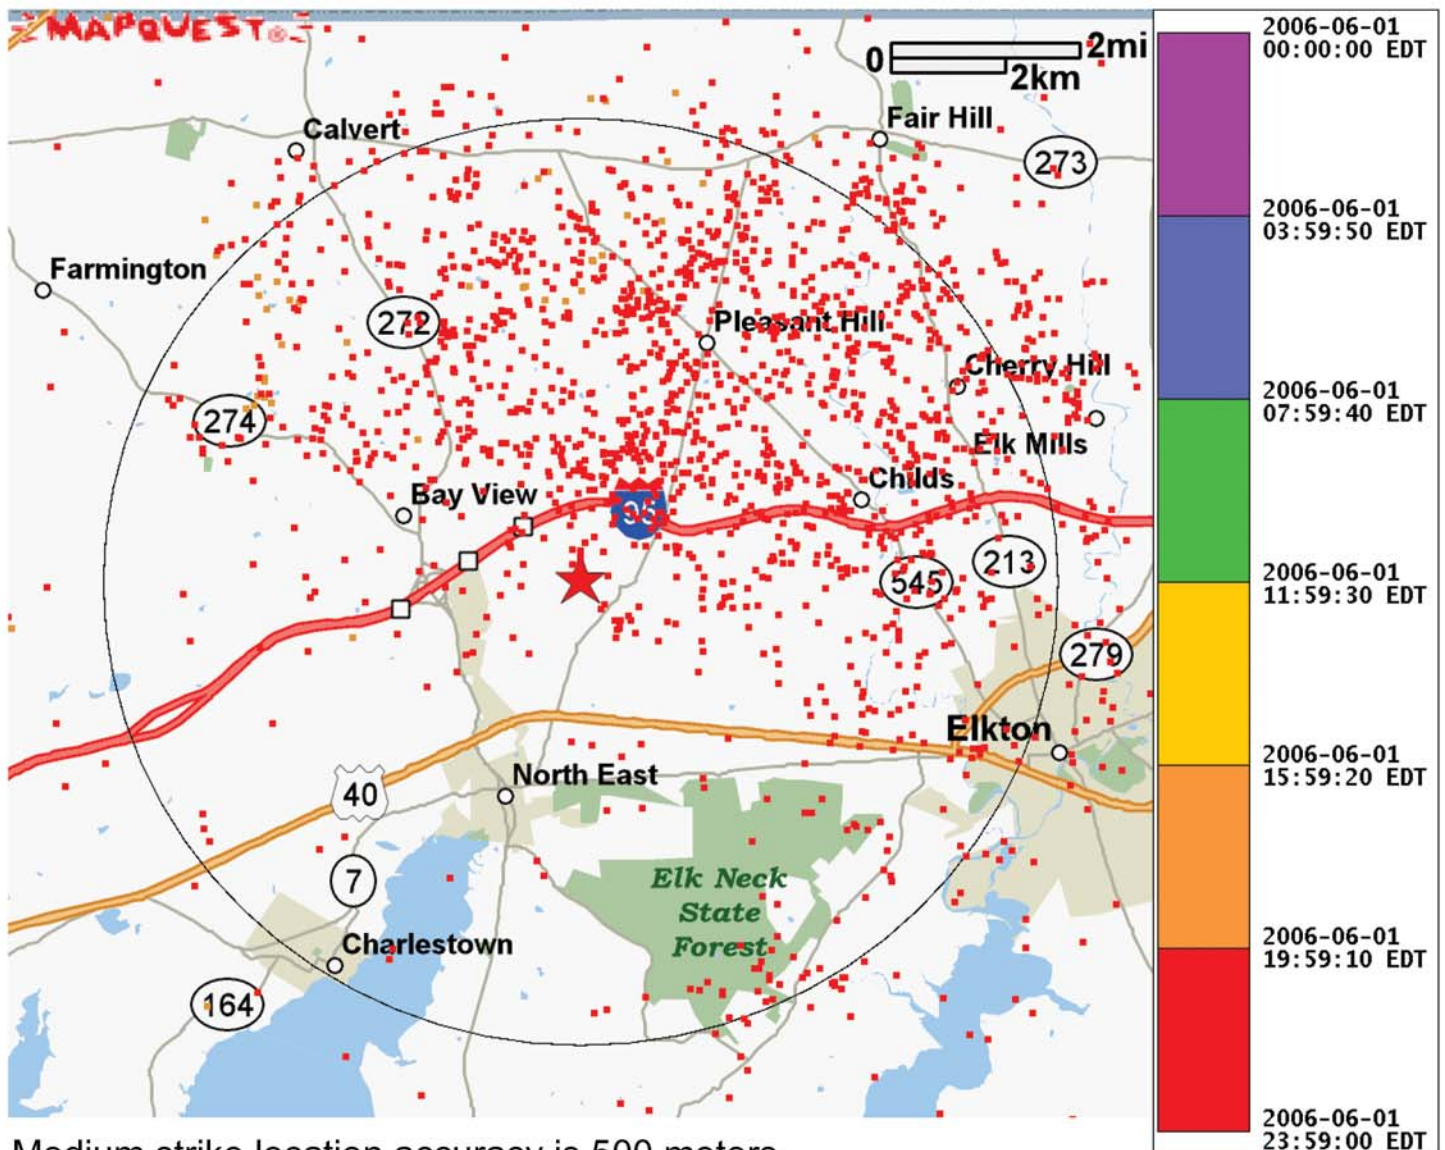 MAPQUEST®
0
2mi
2km
Calvert
Fair Hill
273
Farmington
272
Pleasant Hill
Cherry Hill
274
Elk Mills
Bay View
Childs
95
545
213
279
Elkton
North East
40
7
Elk Neck
State
Forest
Charlestown
164
2006-06-01
00:00:00 EDT
2006-06-01
03:59:50 EDT
2006-06-01
07:59:40 EDT
2006-06-01
11:59:30 EDT
2006-06-01
15:59:20 EDT
2006-06-01
19:59:10 EDT
2006-06-01
23:59:00 EDT
Medium strike location accuracy is 500 meters